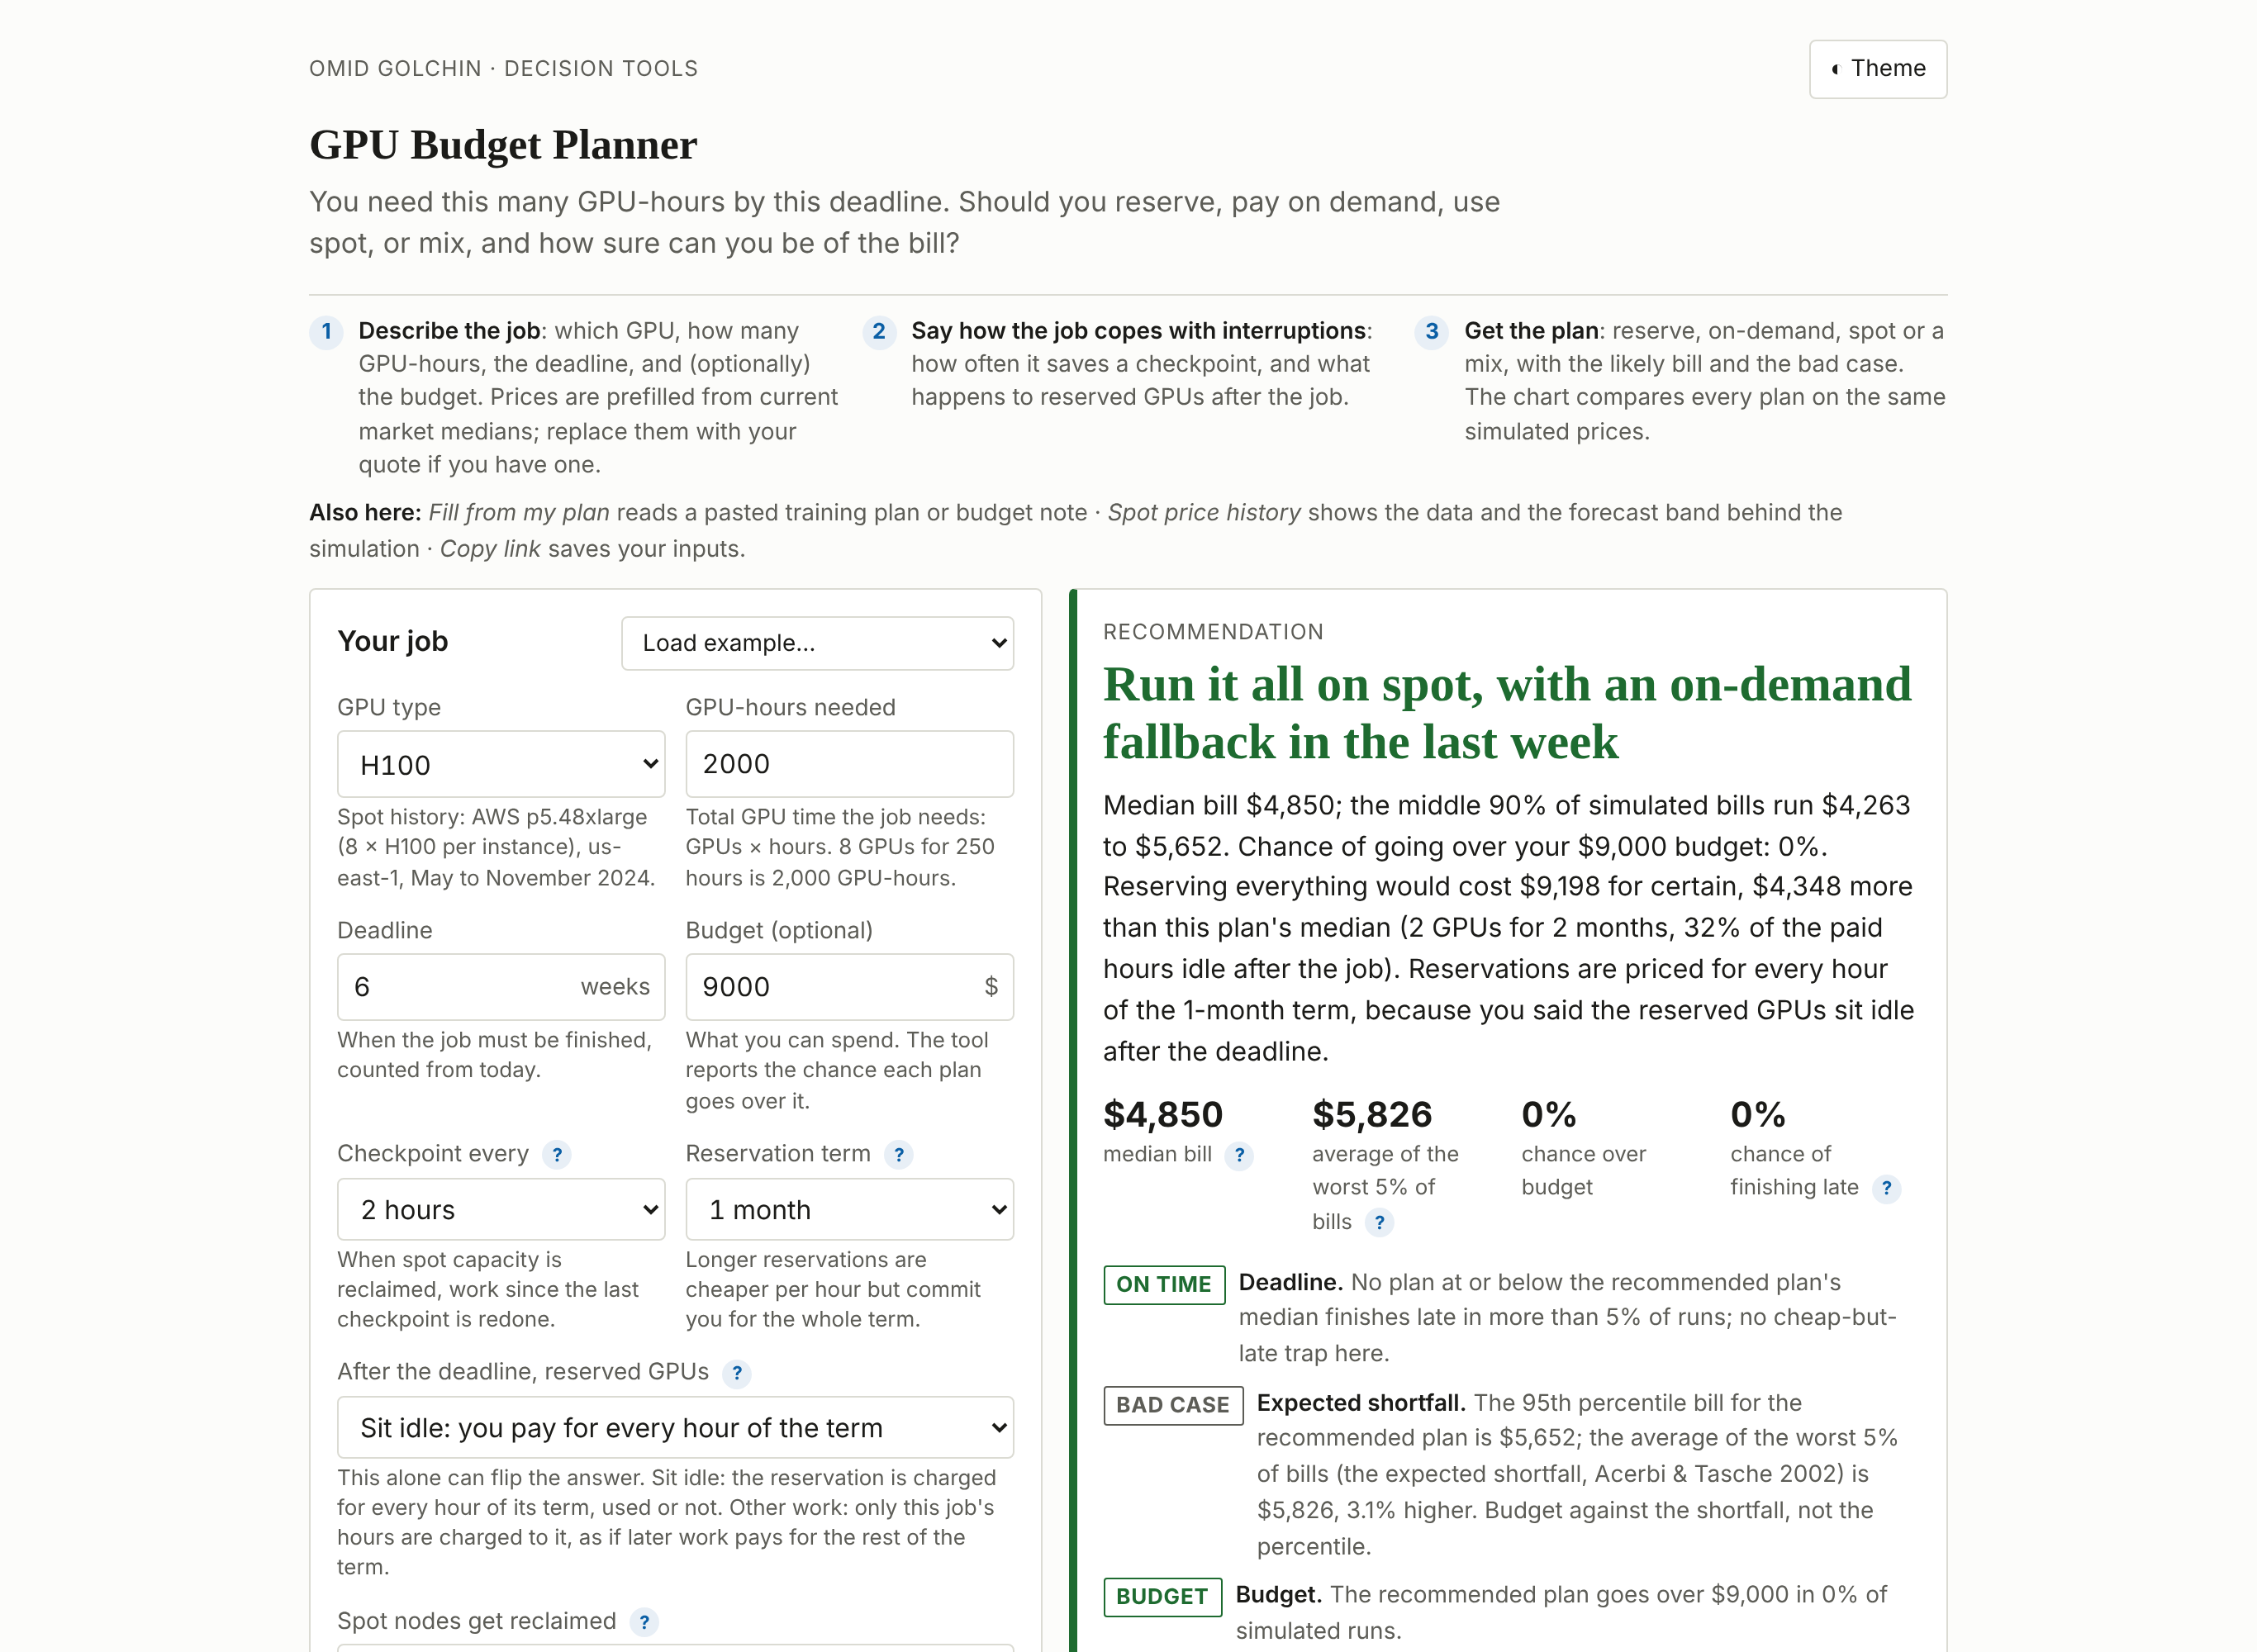 OMID GOLCHIN · DECISION TOOLS
Theme
GPU Budget Planner
You need this many GPU-hours by this deadline. Should you reserve, pay on demand, use
spot, or mix, and how sure can you be of the bill?
1
Describe the job: which GPU, how many
GPU-hours, the deadline, and (optionally)
the budget. Prices are prefilled from current
market medians; replace them with your
quote if you have one.
2
Say how the job copes with interruptions:
how often it saves a checkpoint, and what
happens to reserved GPUs after the job.
3
Get the plan: reserve, on-demand, spot or a
mix, with the likely bill and the bad case.
The chart compares every plan on the same
simulated prices.
Also here: Fill from my plan reads a pasted training plan or budget note · Spot price history shows the data and the forecast band behind the
simulation · Copy link saves your inputs.
Your job
Load example...
GPU type
GPU-hours needed
H100
2000
Spot history: AWS p5.48xlarge
(8 × H100 per instance), us-
east-1, May to November 2024.
Total GPU time the job needs:
GPUs × hours. 8 GPUs for 250
hours is 2,000 GPU-hours.
Deadline
Budget (optional)
6 weeks
9000 $
When the job must be finished,
counted from today.
What you can spend. The tool
reports the chance each plan
goes over it.
Checkpoint every ?
Reservation term ?
2 hours
1 month
When spot capacity is
reclaimed, work since the last
checkpoint is redone.
Longer reservations are
cheaper per hour but commit
you for the whole term.
After the deadline, reserved GPUs ?
Sit idle: you pay for every hour of the term
This alone can flip the answer. Sit idle: the reservation is charged
for every hour of its term, used or not. Other work: only this job's
hours are charged to it, as if later work pays for the rest of the
term.
Spot nodes get reclaimed ?
RECOMMENDATION
Run it all on spot, with an on-demand
fallback in the last week
Median bill $4,850; the middle 90% of simulated bills run $4,263
to $5,652. Chance of going over your $9,000 budget: 0%.
Reserving everything would cost $9,198 for certain, $4,348 more
than this plan's median (2 GPUs for 2 months, 32% of the paid
hours idle after the job). Reservations are priced for every hour
of the 1-month term, because you said the reserved GPUs sit idle
after the deadline.
$4,850
median bill ?
$5,826
average of the
worst 5% of
bills ?
0%
chance over
budget
0%
chance of
finishing late ?
ON TIME
Deadline. No plan at or below the recommended plan's
median finishes late in more than 5% of runs; no cheap-but-
late trap here.
BAD CASE
Expected shortfall. The 95th percentile bill for the
recommended plan is $5,652; the average of the worst 5%
of bills (the expected shortfall, Acerbi & Tasche 2002) is
$5,826, 3.1% higher. Budget against the shortfall, not the
percentile.
BUDGET
Budget. The recommended plan goes over $9,000 in 0% of
simulated runs.